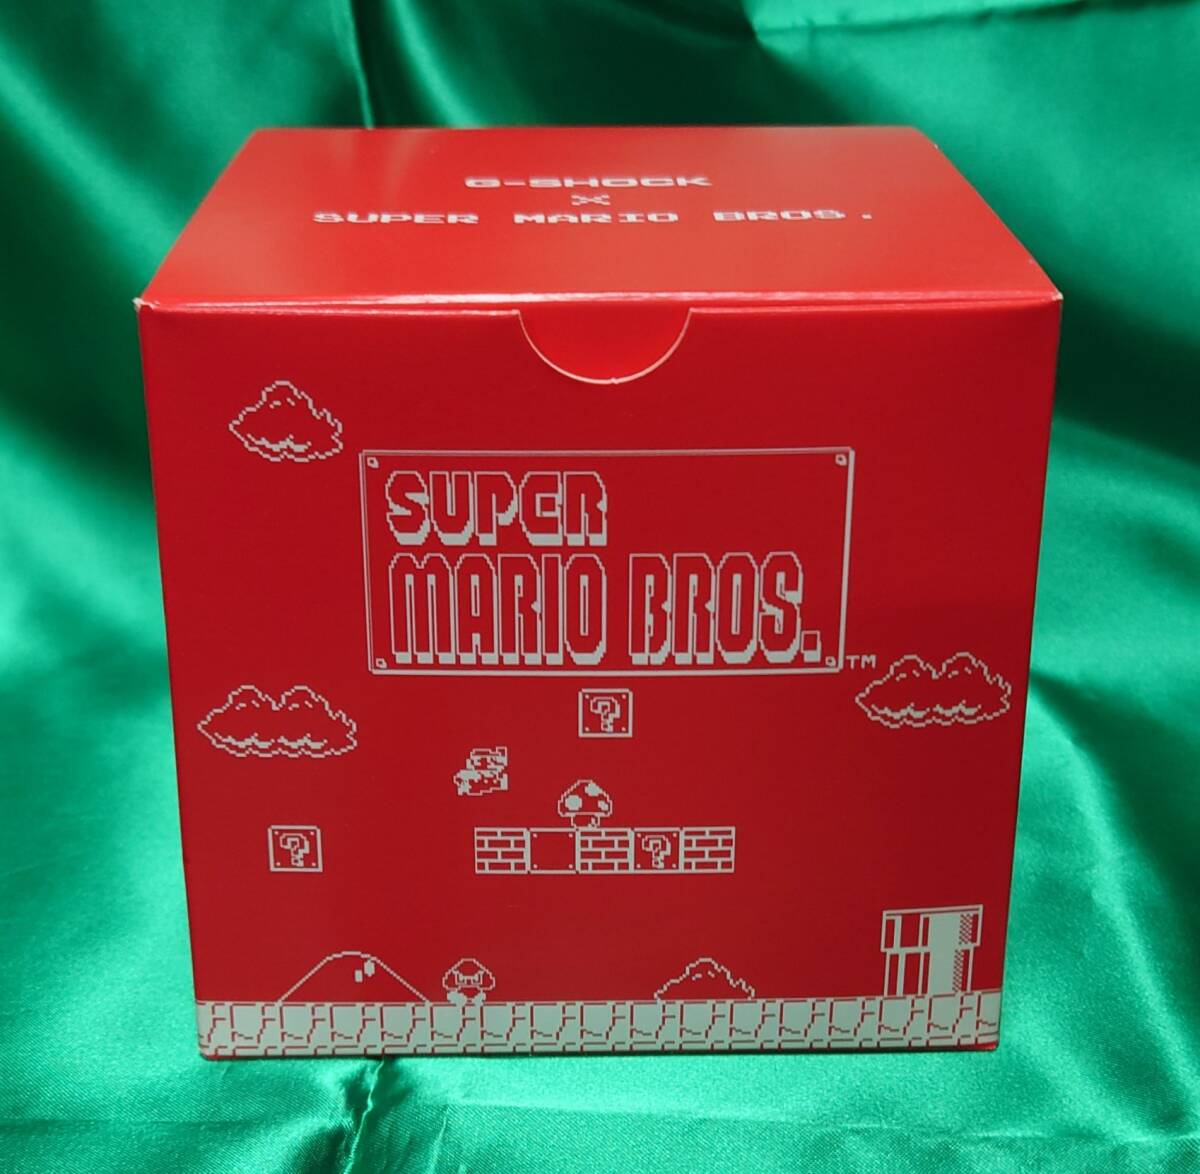 G-SHOCK
×
SUPER MARIO BROS.
SUPER
MARIO BROS.
TM
?
?
?